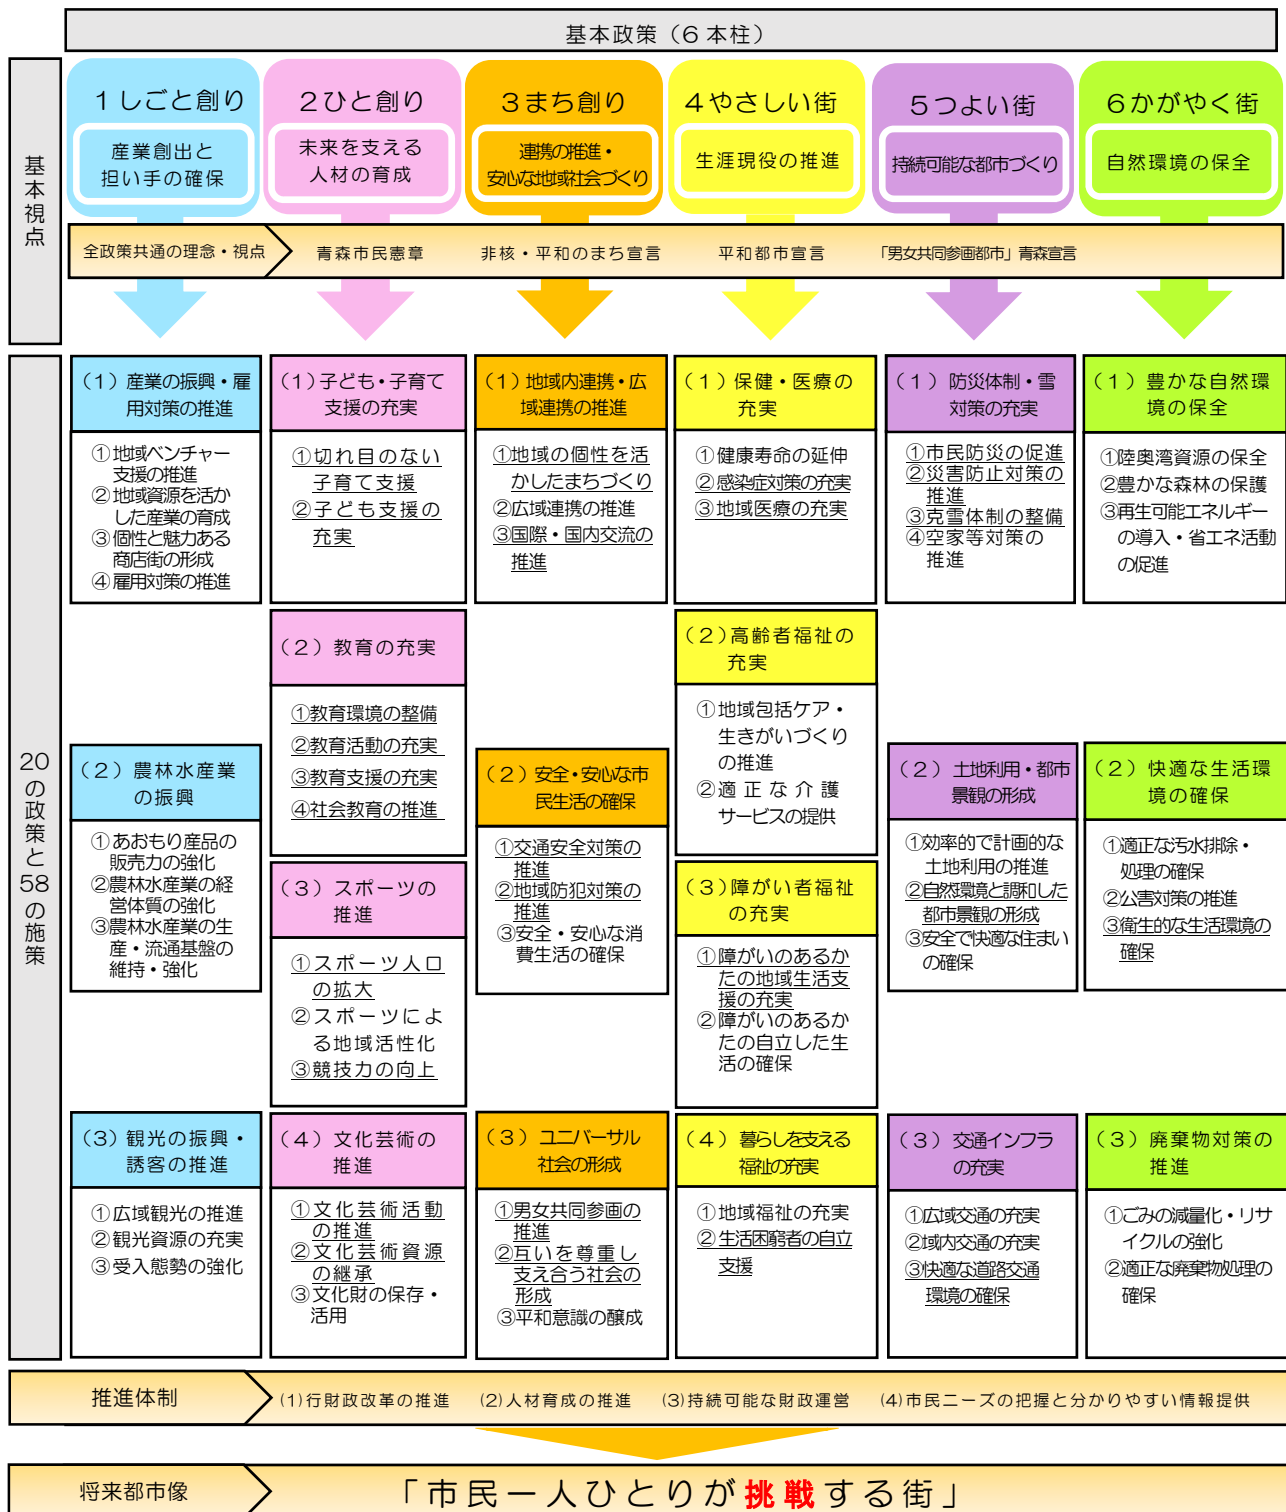 基本政策（６本柱）
基本視点
１しごと創り
産業創出と
担い手の確保
２ひと創り
未来を支える
人材の育成
３まち創り
連携の推進・
安心な地域社会づくり
４やさしい街
生涯現役の推進
５つよい街
持続可能な都市づくり
６かがやく街
自然環境の保全
全政策共通の理念・視点
青森市民憲章
非核・平和のまち宣言
平和都市宣言
「男女共同参画都市」青森宣言
20の政策と58の施策
（１）産業の振興・雇
用対策の推進
①地域ベンチャー
支援の推進
②地域資源を活か
した産業の育成
③個性と魅力ある
商店街の形成
④雇用対策の推進
（２）農林水産業
の振興
①あおもり産品の
販売力の強化
②農林水産業の経
営体質の強化
③農林水産業の生
産・流通基盤の
維持・強化
（３）観光の振興・
誘客の推進
①広域観光の推進
②観光資源の充実
③受入態勢の強化
（１）子ども・子育て
支援の充実
①切れ目のない
子育て支援
②子ども支援の
充実
（２）教育の充実
①教育環境の整備
②教育活動の充実
③教育支援の充実
④社会教育の推進
（３）スポーツの
推進
①スポーツ人口
の拡大
②スポーツによ
る地域活性化
③競技力の向上
（４）文化芸術の
推進
①文化芸術活動
の推進
②文化芸術資源
の継承
③文化財の保存・
活用
（１）地域内連携・広
域連携の推進
①地域の個性を活
かしたまちづくり
②広域連携の推進
③国際・国内交流の
推進
（２）安全・安心な市
民生活の確保
①交通安全対策の
推進
②地域防犯対策の
推進
③安全・安心な消
費生活の確保
（３）ユニバーサル
社会の形成
①男女共同参画の
推進
②互いを尊重し
支え合う社会の
形成
③平和意識の醸成
（１）保健・医療の
充実
①健康寿命の延伸
②感染症対策の充実
③地域医療の充実
（２）高齢者福祉の
充実
①地域包括ケア・
生きがいづくり
の推進
②適正な介護
サービスの提供
（３）障がい者福祉
の充実
①障がいのあるか
たの地域生活支
援の充実
②障がいのあるか
たの自立した生
活の確保
（４）暮らしを支える
福祉の充実
①地域福祉の充実
②生活困窮者の自立
支援
（１）防災体制・雪
対策の充実
①市民防災の促進
②災害防止対策の
推進
③克雪体制の整備
④空家等対策の
推進
（２）土地利用・都市
景観の形成
①効率的で計画的な
土地利用の推進
②自然環境と調和した
都市景観の形成
③安全で快適な住まい
の確保
（３）交通インフラ
の充実
①広域交通の充実
②域内交通の充実
③快適な道路交通
環境の確保
（１）豊かな自然環
境の保全
①陸奥湾資源の保全
②豊かな森林の保護
③再生可能エネルギー
の導入・省エネ活動
の促進
（２）快適な生活環
境の確保
①適正な汚水排除・
処理の確保
②公害対策の推進
③衛生的な生活環境の
確保
（３）廃棄物対策の
推進
①ごみの減量化・リサ
イクルの強化
②適正な廃棄物処理の
確保
推進体制
(１)行財政改革の推進 (２)人材育成の推進 (３)持続可能な財政運営 (４)市民ニーズの把握と分かりやすい情報提供
将来都市像
「市民一人ひとりが挑戦する街」